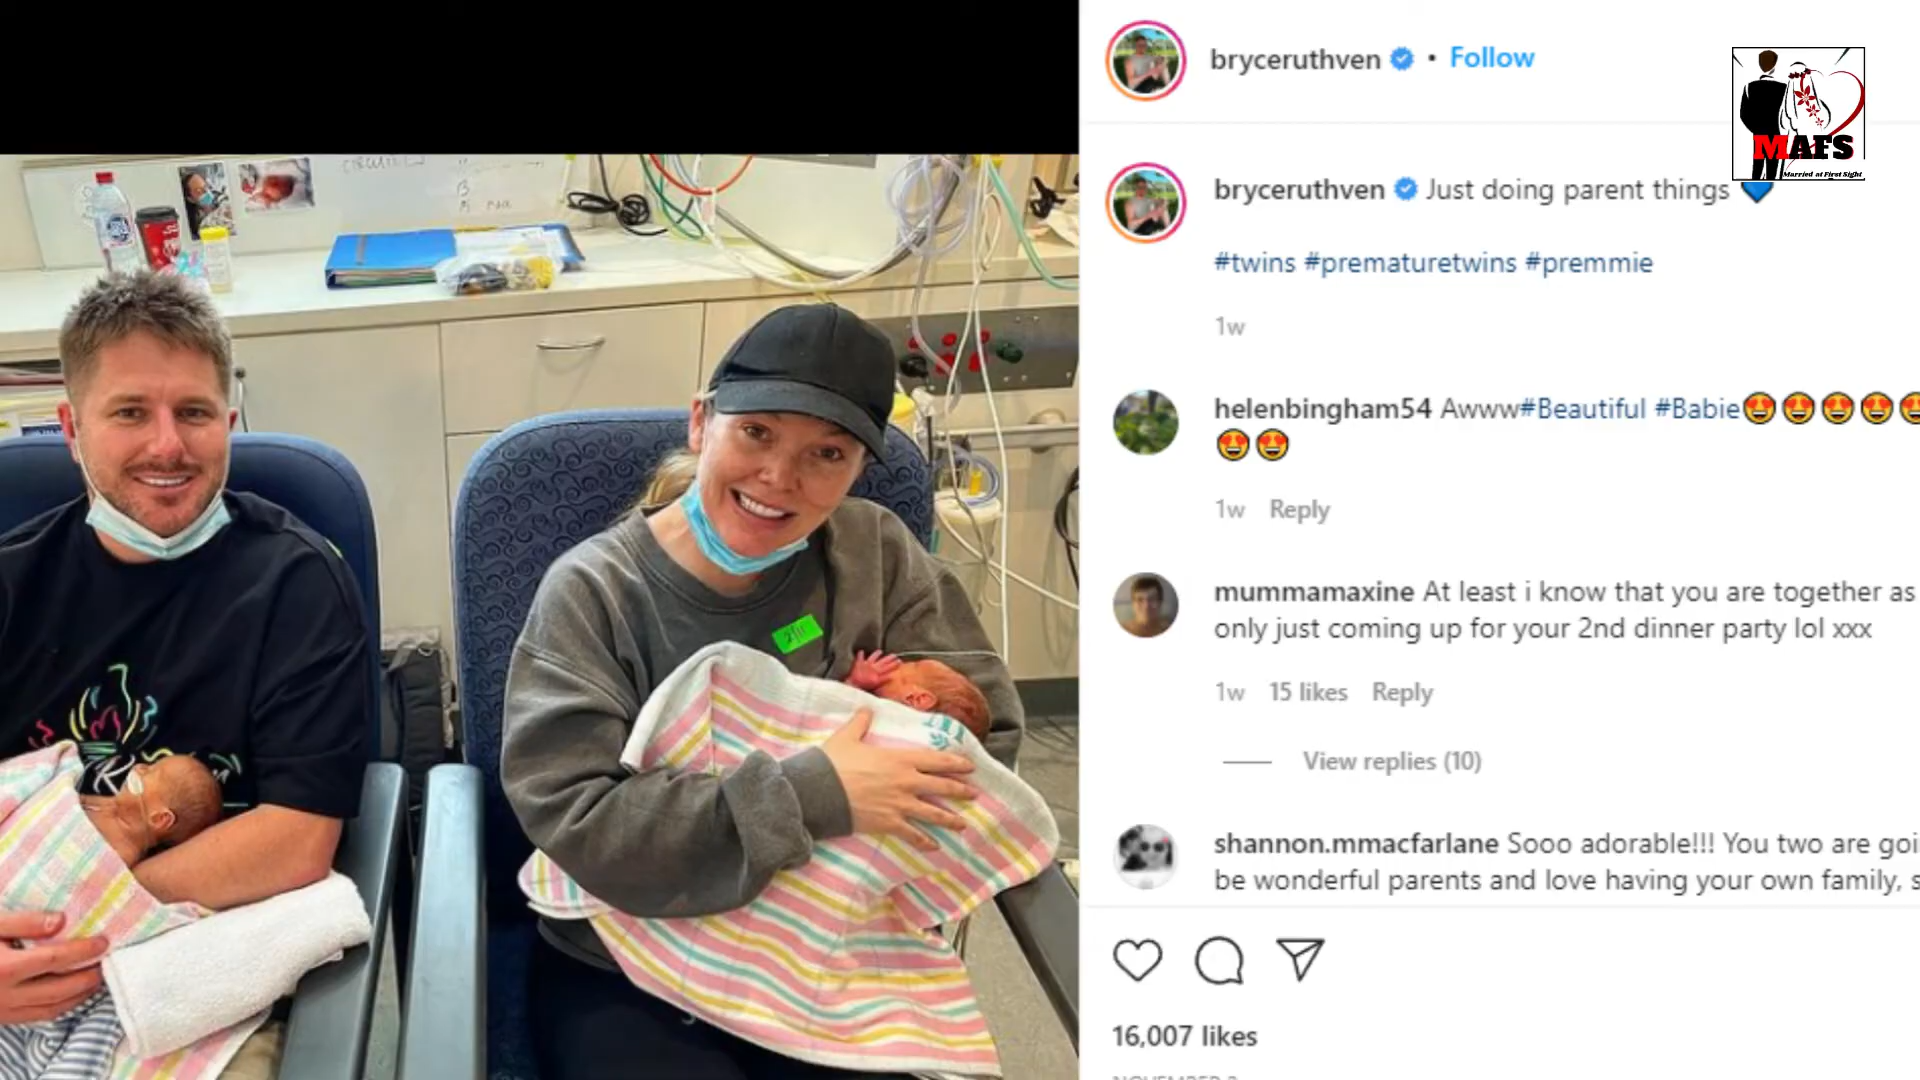 bryceruthven • Follow
MAFS
Married at First Sight
bryceruthven Just doing parent things 💙
#twins #prematuretwins #premmie
1w
helenbingham54 Awww#Beautiful #Babie😍😍😍😍😍
😍😍
1w Reply
mummamaxine At least i know that you are together as
only just coming up for your 2nd dinner party lol xxx
1w 15 likes Reply
View replies (10)
shannon.mmacfarlane Sooo adorable!!! You two are goi
be wonderful parents and love having your own family, s
16,007 likes
2/11